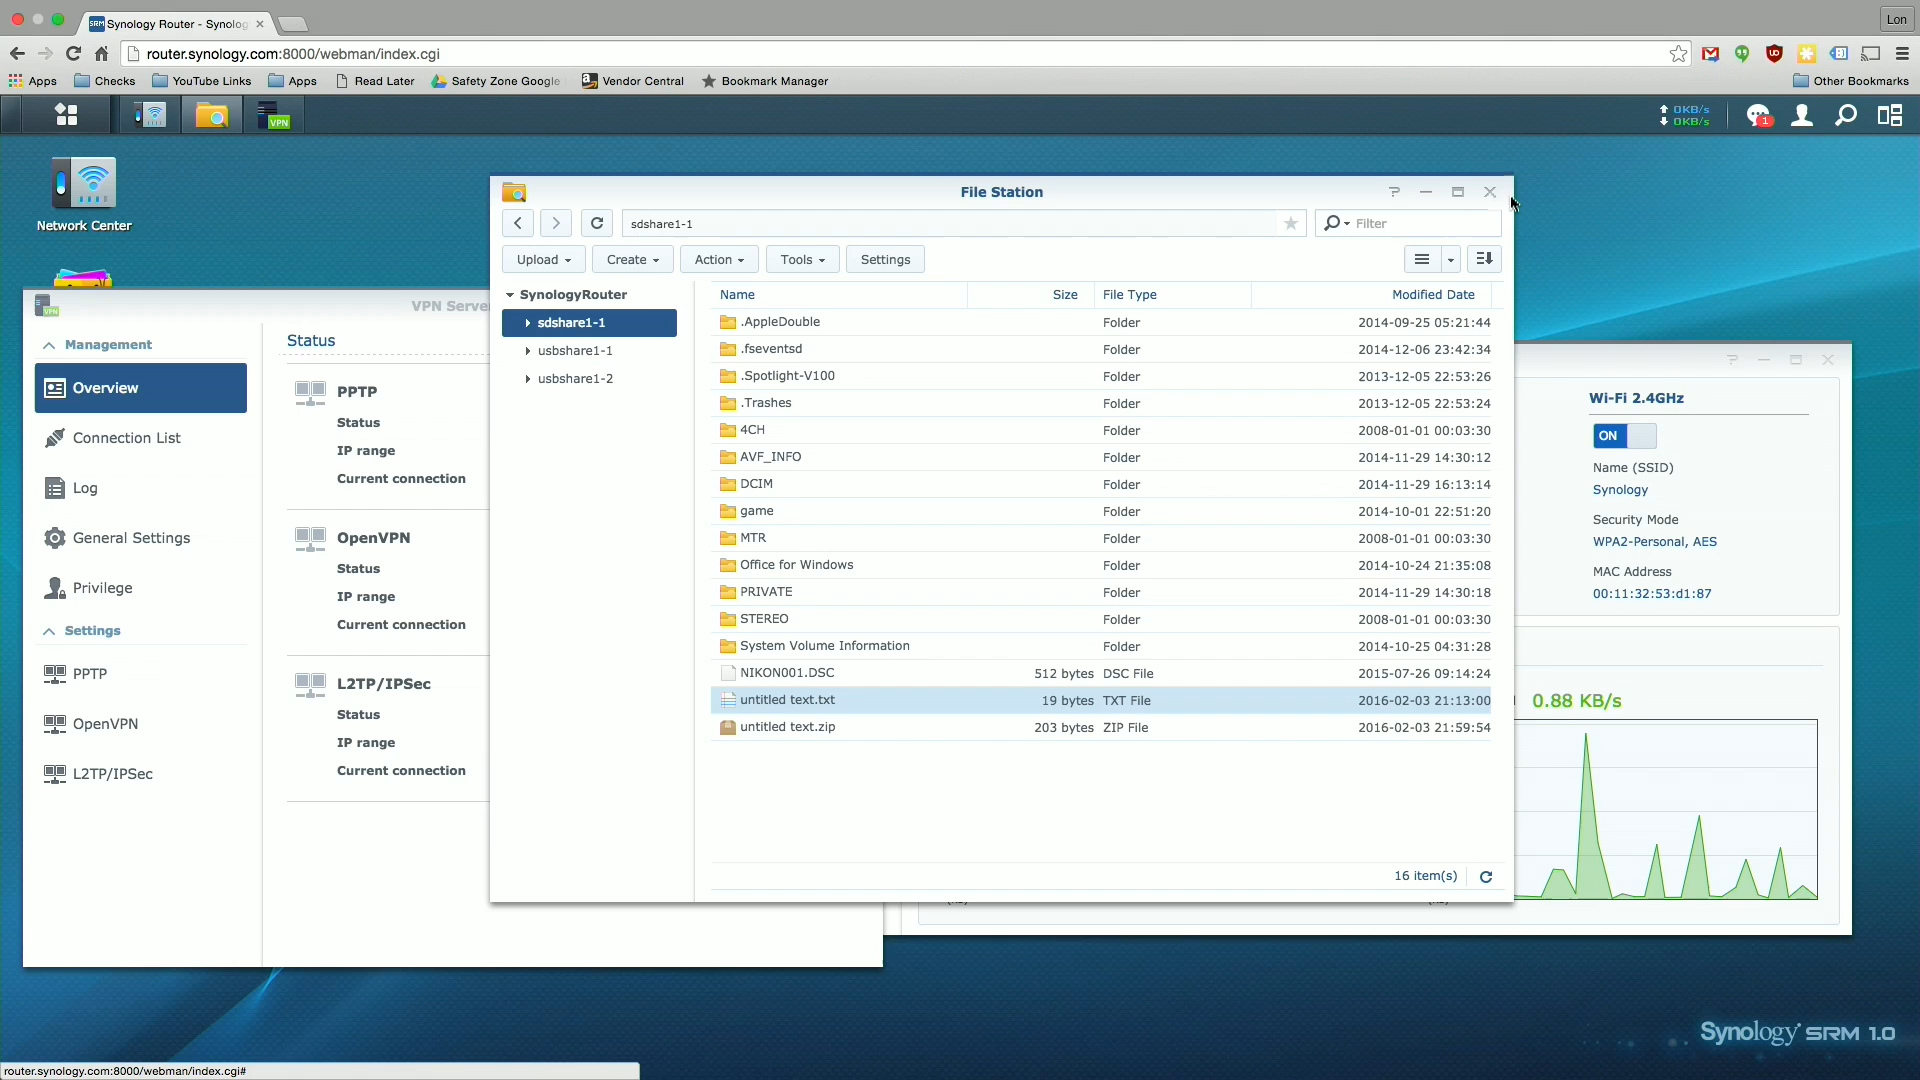 Synology Router - Synolog
Lon
router.synology.com:8000/webman/index.cgi
Apps
Checks
YouTube Links
Apps
Read Later
Safety Zone Google
Vendor Central
Bookmark Manager
Other Bookmarks
VPN
0KB/s
0KB/s
1
Network Center
File Station
sdshare1-1
Filter
Upload
Create
Action
Tools
Settings
SynologyRouter
sdshare1-1
usbshare1-1
usbshare1-2
Name Size File Type Modified Date
.AppleDouble Folder 2014-09-25 05:21:44
.fseventsd Folder 2014-12-06 23:42:34
.Spotlight-V100 Folder 2013-12-05 22:53:26
.Trashes Folder 2013-12-05 22:53:24
4CH Folder 2008-01-01 00:03:30
AVF_INFO Folder 2014-11-29 14:30:12
DCIM Folder 2014-11-29 16:13:14
game Folder 2014-10-01 22:51:20
MTR Folder 2008-01-01 00:03:30
Office for Windows Folder 2014-10-24 21:35:08
PRIVATE Folder 2014-11-29 14:30:18
STEREO Folder 2008-01-01 00:03:30
System Volume Information Folder 2014-10-25 04:31:28
NIKON001.DSC 512 bytes DSC File 2015-07-26 09:14:24
untitled text.txt 19 bytes TXT File 2016-02-03 21:13:00
untitled text.zip 203 bytes ZIP File 2016-02-03 21:59:54
16 item(s)
VPN Serve
Management
Overview
Connection List
Log
General Settings
Privilege
Settings
PPTP
OpenVPN
L2TP/IPSec
Status
PPTP
Status
IP range
Current connection
OpenVPN
Status
IP range
Current connection
L2TP/IPSec
Status
IP range
Current connection
Wi-Fi 2.4GHz
ON
Name (SSID)
Synology
Security Mode
WPA2-Personal, AES
MAC Address
00:11:32:53:d1:87
0.88 KB/s
Synology SRM 1.0
router.synology.com:8000/webman/index.cgi#